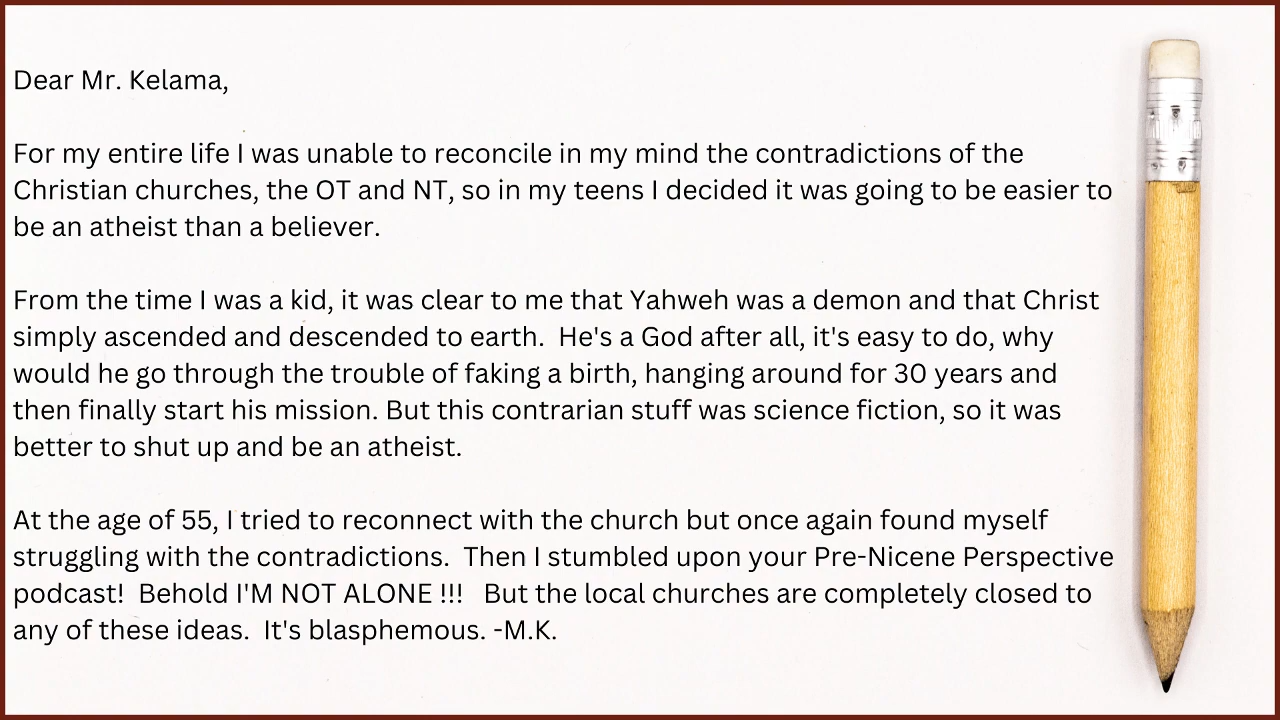 Dear Mr. Kelama,
For my entire life I was unable to reconcile in my mind the contradictions of the
Christian churches, the OT and NT, so in my teens I decided it was going to be easier to
be an atheist than a believer.
From the time I was a kid, it was clear to me that Yahweh was a demon and that Christ
simply ascended and descended to earth.  He's a God after all, it's easy to do, why
would he go through the trouble of faking a birth, hanging around for 30 years and
then finally start his mission. But this contrarian stuff was science fiction, so it was
better to shut up and be an atheist.
At the age of 55, I tried to reconnect with the church but once again found myself
struggling with the contradictions.  Then I stumbled upon your Pre-Nicene Perspective
podcast!  Behold I'M NOT ALONE !!!   But the local churches are completely closed to
any of these ideas.  It's blasphemous. -M.K.